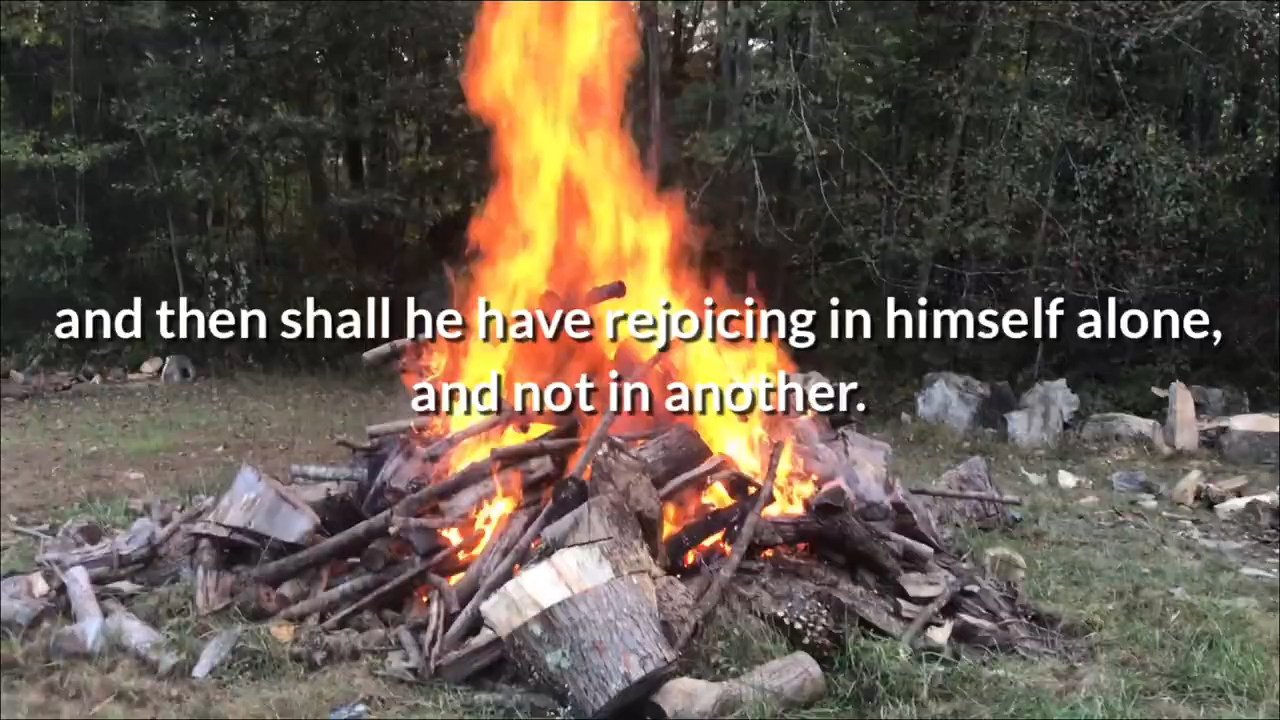 and then shall he have rejoicing in himself alone,
and not in another.